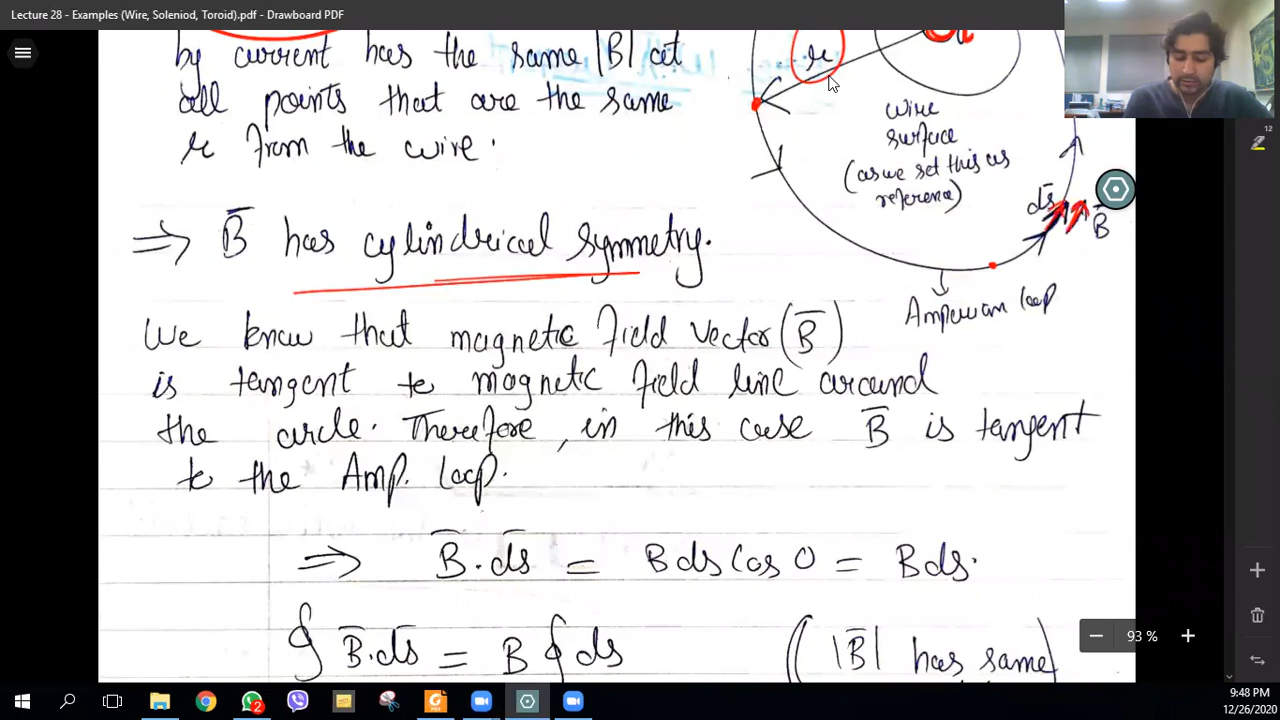 Lecture 28 - Examples (Wire, Soleniod, Toroid).pdf - Drawboard PDF
by current has the same |B| at
all points that are the same
r from the wire.
r
wire
surface
(as we set this as
reference)
ds
B
Amperian loop
12
⇒ B has cylindrical symmetry.
We know that magnetic field vector (B)
is tangent to magnetic field line around
the circle. Therefore, in this case B is tangent
to the Amp. loop.
⇒ B.ds = B ds Cos 0 = B ds.
∮ B.ds = B ∮ ds ( |B| has same
93 %
2
9:48 PM
12/26/2020